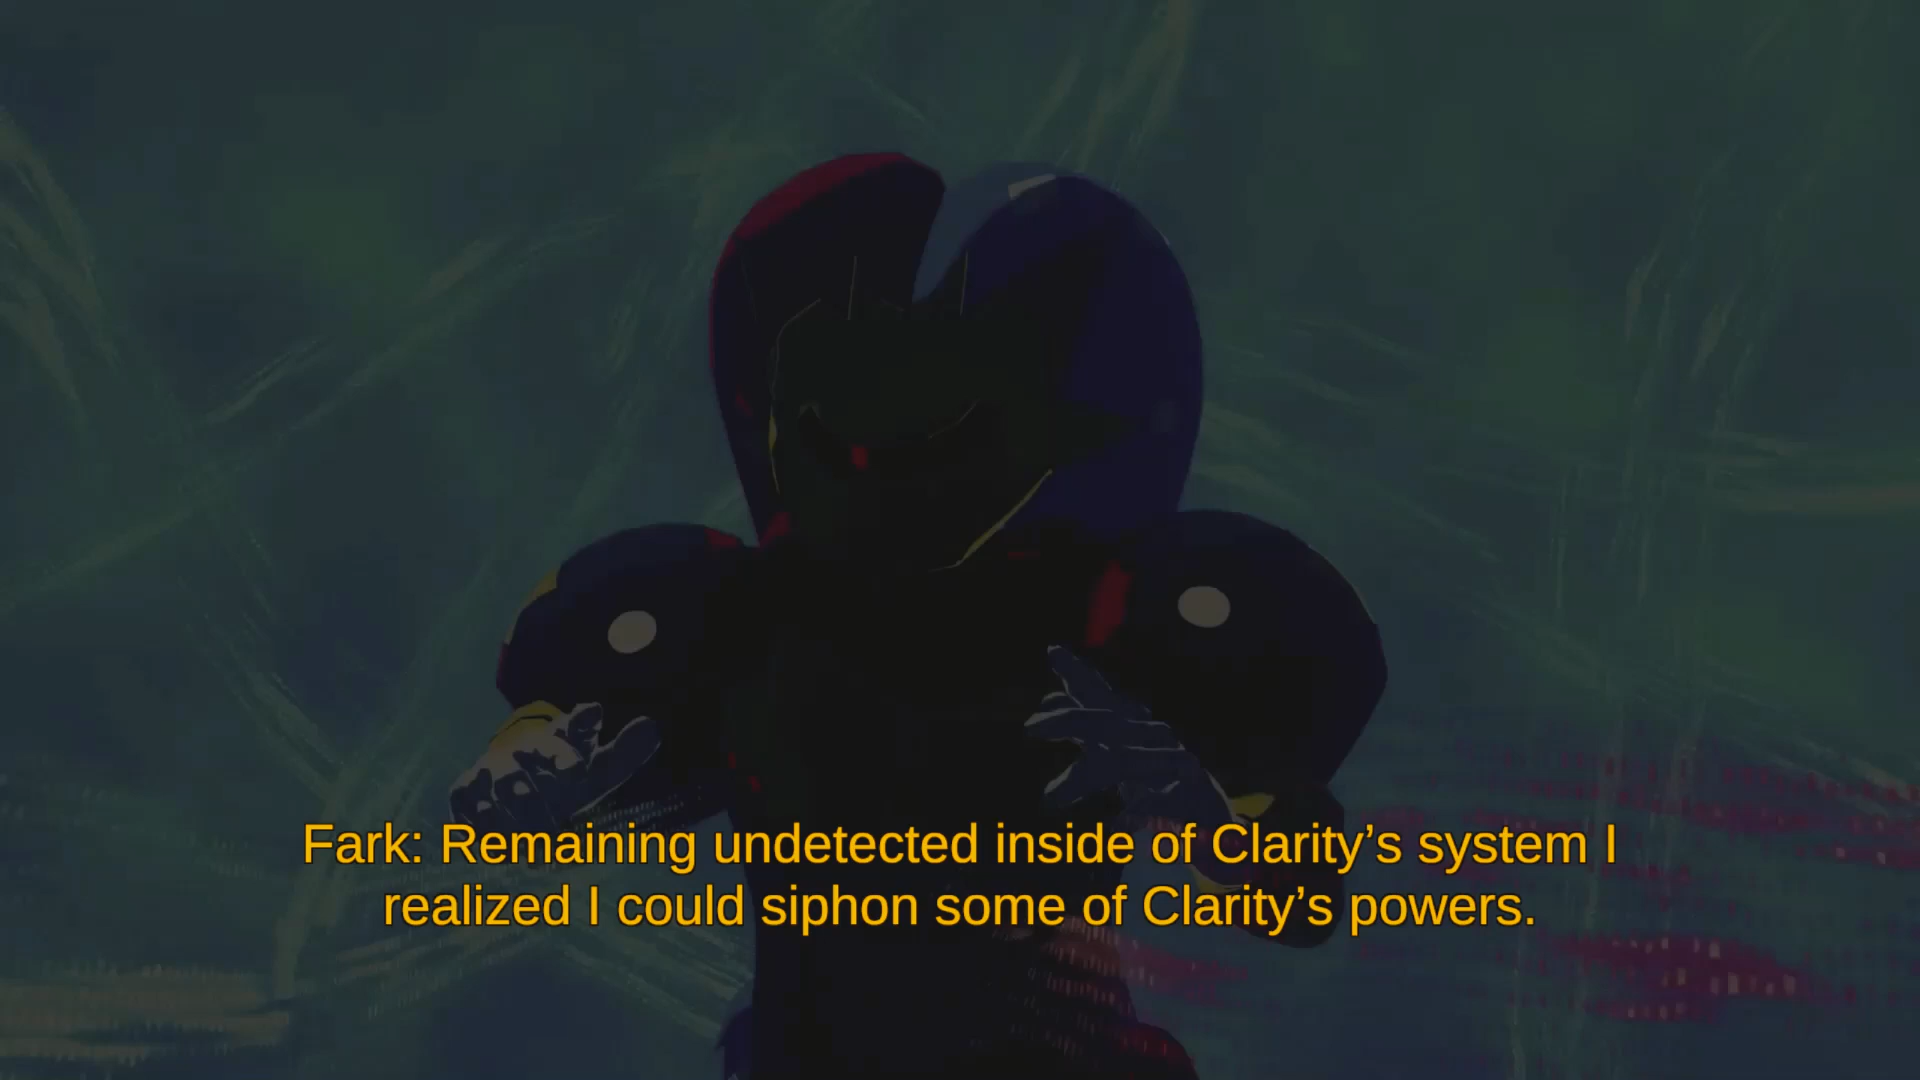 Fark: Remaining undetected inside of Clarity’s system I
realized I could siphon some of Clarity’s powers.